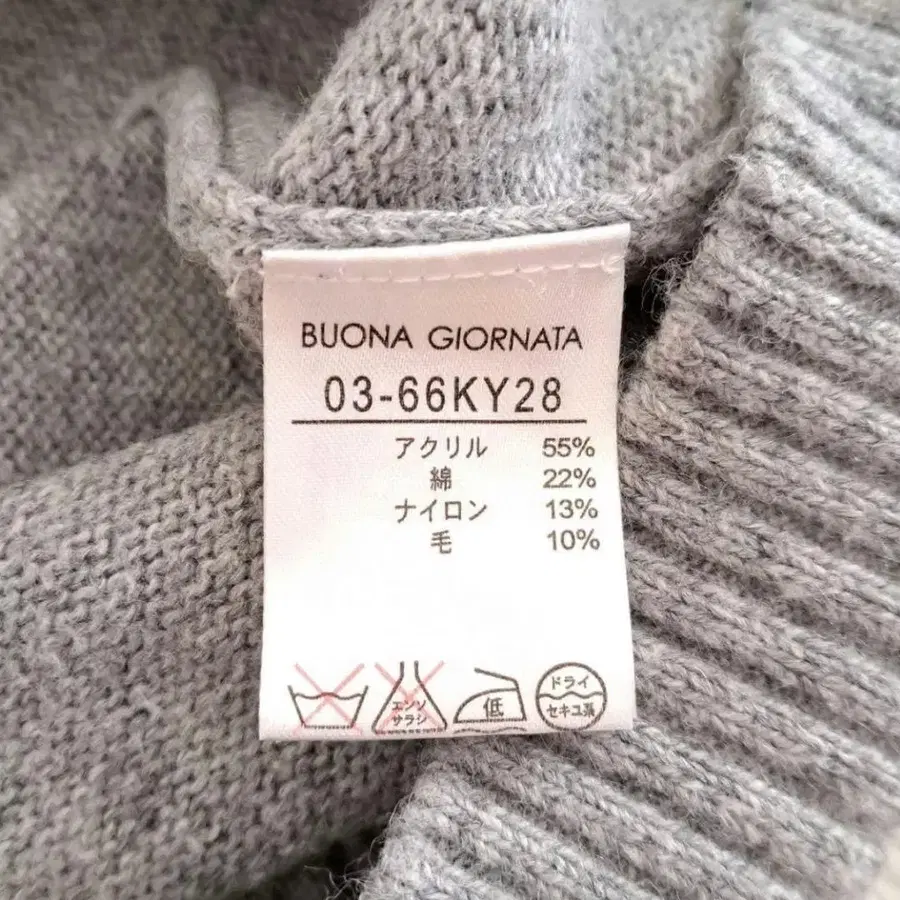 BUONA GIORNATA
03-66KY28
アクリル 55%
綿 22%
ナイロン 13%
毛 10%
エンソ
サラシ
低
ドライ
セキユ系